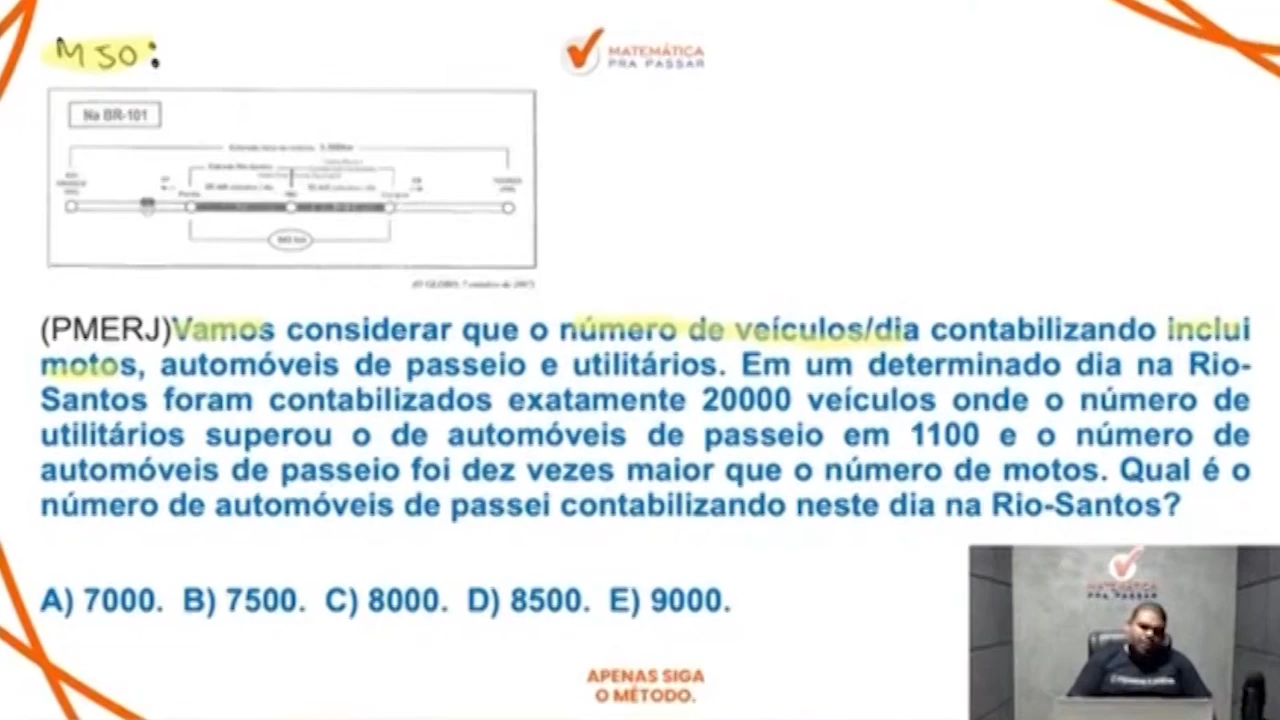 M50:
MATEMÁTICA
PRA PASSAR
Na BR-101
(PMERJ)Vamos considerar que o número de veículos/dia contabilizando inclui
motos, automóveis de passeio e utilitários. Em um determinado dia na Rio-
Santos foram contabilizados exatamente 20000 veículos onde o número de
utilitários superou o de automóveis de passeio em 1100 e o número de
automóveis de passeio foi dez vezes maior que o número de motos. Qual é o
número de automóveis de passei contabilizando neste dia na Rio-Santos?
A) 7000. B) 7500. C) 8000. D) 8500. E) 9000.
MATEMÁTICA
PRA PASSAR
APENAS SIGA
O MÉTODO.